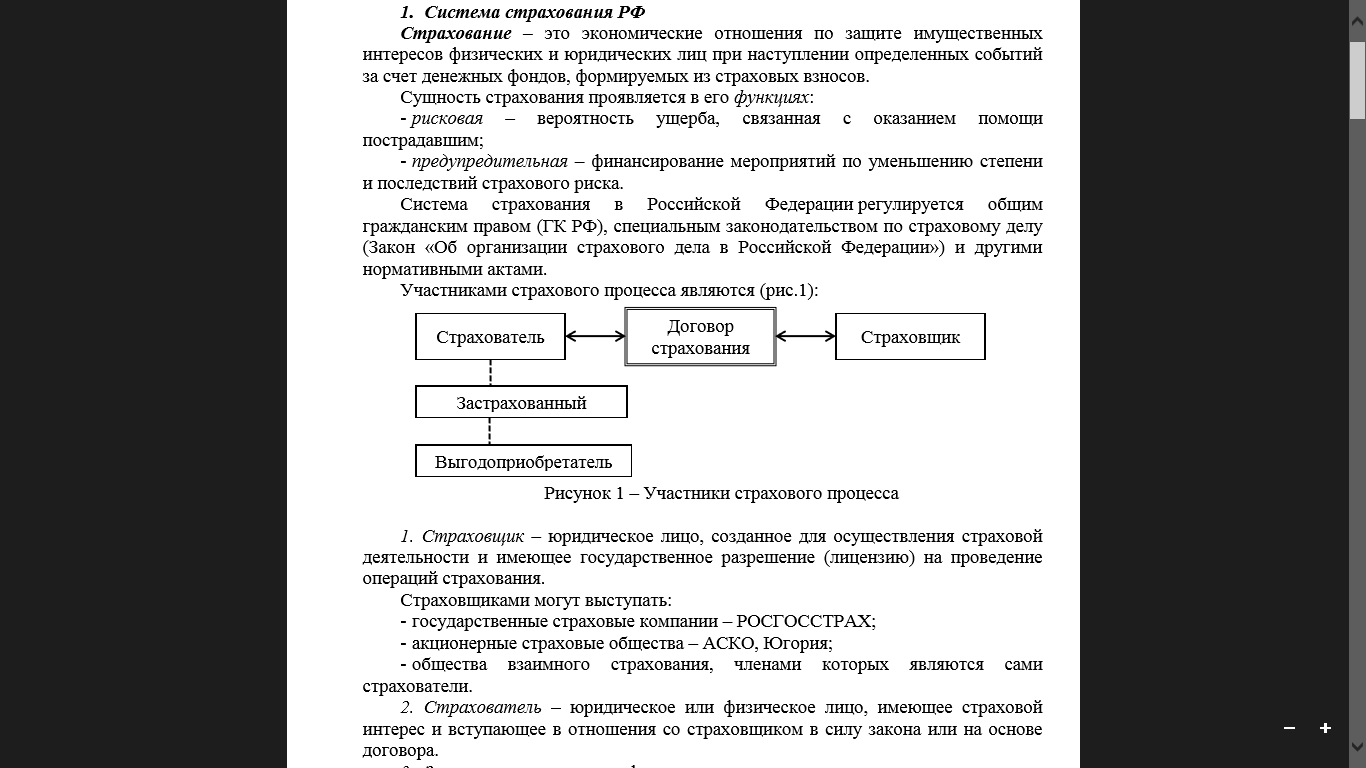 1. Система страхования РФ
Страхование – это экономические отношения по защите имущественных
интересов физических и юридических лиц при наступлении определенных событий
за счет денежных фондов, формируемых из страховых взносов.
Сущность страхования проявляется в его функциях:
- рисковая – вероятность ущерба, связанная с оказанием помощи
пострадавшим;
- предупредительная – финансирование мероприятий по уменьшению степени
и последствий страхового риска.
Система страхования в Российской Федерации регулируется общим
гражданским правом (ГК РФ), специальным законодательством по страховому делу
(Закон «Об организации страхового дела в Российской Федерации») и другими
нормативными актами.
Участниками страхового процесса являются (рис.1):
Страхователь
Договор
страхования
Страховщик
Застрахованный
Выгодоприобретатель
Рисунок 1 – Участники страхового процесса
1. Страховщик – юридическое лицо, созданное для осуществления страховой
деятельности и имеющее государственное разрешение (лицензию) на проведение
операций страхования.
Страховщиками могут выступать:
- государственные страховые компании – РОСГОССТРАХ;
- акционерные страховые общества – АСКО, Югория;
- общества взаимного страхования, членами которых являются сами
страхователи.
2. Страхователь – юридическое или физическое лицо, имеющее страховой
интерес и вступающее в отношения со страховщиком в силу закона или на основе
договора.